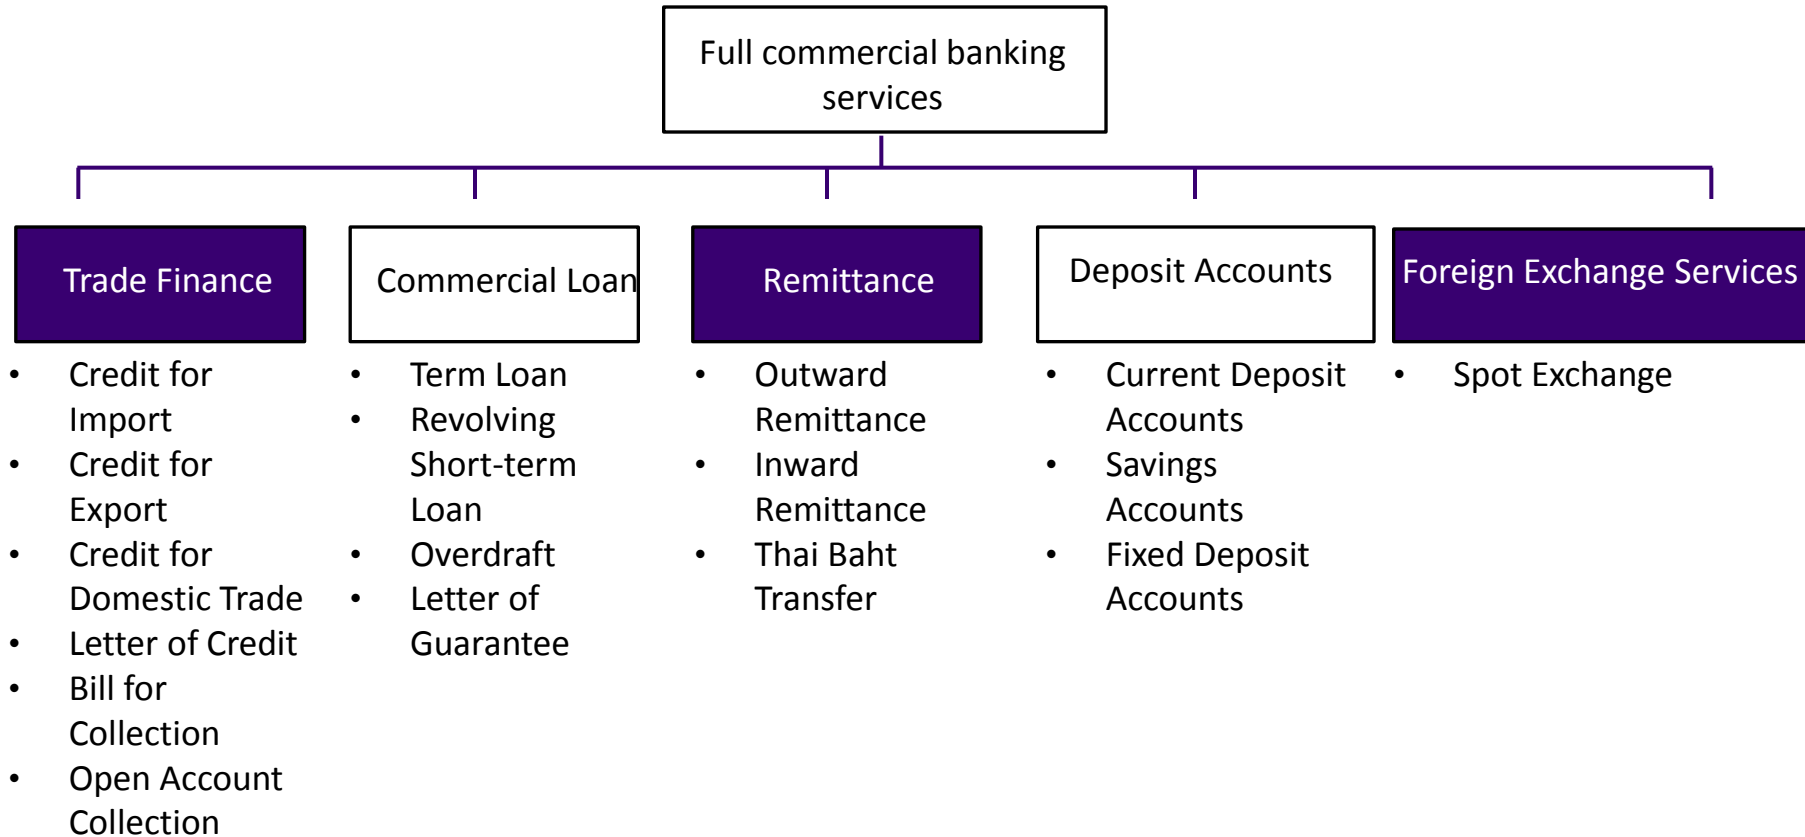 Full commercial banking
services
Trade Finance
Commercial Loan
Remittance
Deposit Accounts
Foreign Exchange Services
• Credit for
Import
• Credit for
Export
• Credit for
Domestic Trade
• Letter of Credit
• Bill for
Collection
• Open Account
Collection
• Term Loan
• Revolving
Short-term
Loan
• Overdraft
• Letter of
Guarantee
• Outward
Remittance
• Inward
Remittance
• Thai Baht
Transfer
• Current Deposit
Accounts
• Savings
Accounts
• Fixed Deposit
Accounts
• Spot Exchange